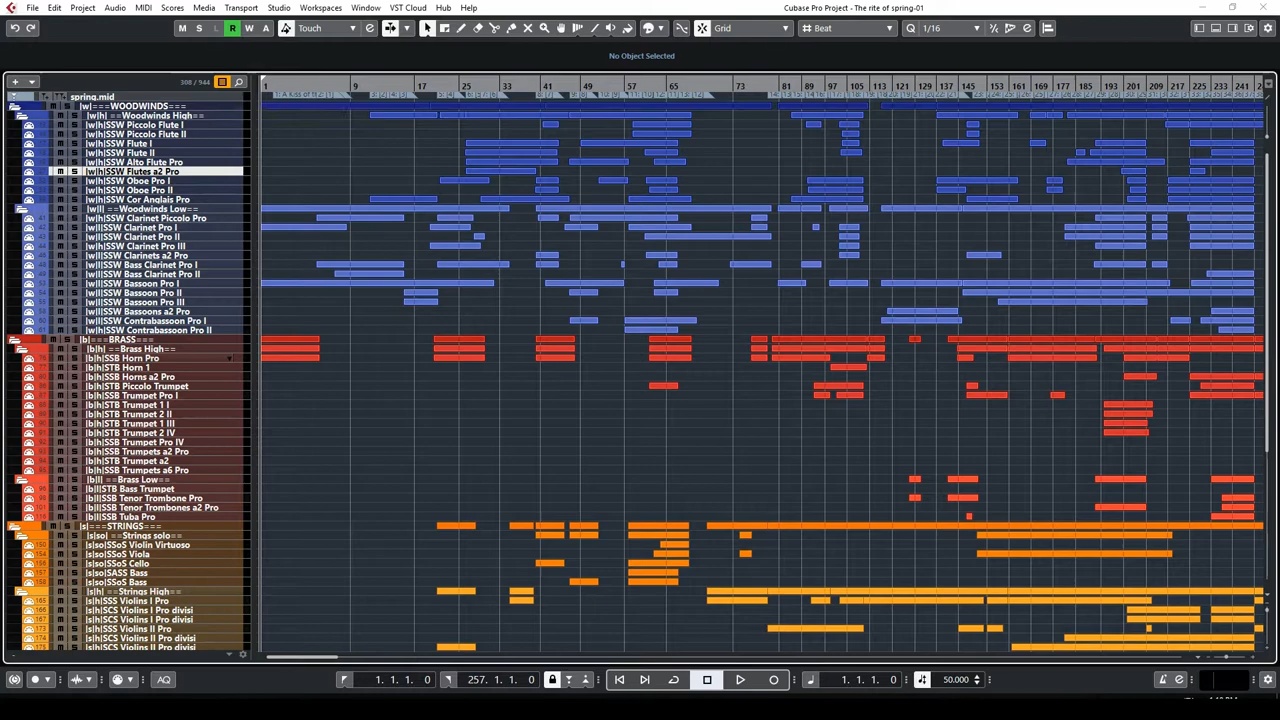 File Edit Project Audio MIDI Scores Media Transport Studio Workspaces Window VST Cloud Hub Help
Cubase Pro Project - The rite of spring-01
M S L R W A Touch Grid Beat Q 1/16
No Object Selected
308 / 944
1 9 17 25 33 41 49 57 65 73 81 89 97 105 113 121 129 137 145 153 161 169 177 185 193 201 209 217 225 233 241
spring.mid
|w|===WOODWINDS===
|w|h| ==Woodwinds High==
|w|h|SSW Piccolo Flute I
|w|h|SSW Piccolo Flute II
|w|h|SSW Flute I
|w|h|SSW Flute II
|w|h|SSW Alto Flute Pro
|w|h|SSW Flutes a2 Pro
|w|h|SSW Oboe Pro I
|w|h|SSW Oboe Pro II
|w|h|SSW Cor Anglais Pro
|w|l| ==Woodwinds Low==
|w|l|SSW Clarinet Piccolo Pro
|w|l|SSW Clarinet Pro I
|w|l|SSW Clarinet Pro II
|w|l|SSW Clarinet Pro III
|w|l|SSW Clarinets a2 Pro
|w|l|SSW Bass Clarinet Pro I
|w|l|SSW Bass Clarinet Pro II
|w|l|SSW Bassoon Pro I
|w|l|SSW Bassoon Pro II
|w|l|SSW Bassoon Pro III
|w|l|SSW Bassoons a2 Pro
|w|l|SSW Contrabassoon Pro I
|w|l|SSW Contrabassoon Pro II
|b|===BRASS===
|b|h| ==Brass High==
|b|h|SSB Horn Pro
|b|h|STB Horn 1
|b|h|SSB Horns a2 Pro
|b|h|STB Piccolo Trumpet
|b|h|SSB Trumpet Pro I
|b|h|STB Trumpet 1 I
|b|h|STB Trumpet 2 II
|b|h|STB Trumpet 1 III
|b|h|STB Trumpet 2 IV
|b|h|SSB Trumpet Pro IV
|b|h|SSB Trumpets a2 Pro
|b|h|STB Trumpet a2
|b|h|SSB Trumpets a6 Pro
|b|l| ==Brass Low==
|b|l|STB Bass Trumpet
|b|l|SSB Tenor Trombone Pro
|b|l|SSB Tenor Trombones a2 Pro
|b|l|SSB Tuba Pro
|s|===STRINGS===
|s|so| ==Strings solo==
|s|so|SSoS Violin Virtuoso
|s|so|SSoS Viola
|s|so|SSoS Cello
|s|so|SASS Bass
|s|so|SSoS Bass
|s|h| ==Strings High==
|s|h|SSS Violins I Pro
|s|h|SCS Violins I Pro divisi
|s|h|SCS Violins I Pro divisi
|s|h|SSS Violins II Pro
|s|h|SCS Violins II Pro divisi
|s|h|SCS Violins II Pro divisi
AQ 1. 1. 1. 0 257. 1. 1. 0 1. 1. 1. 0 50.000